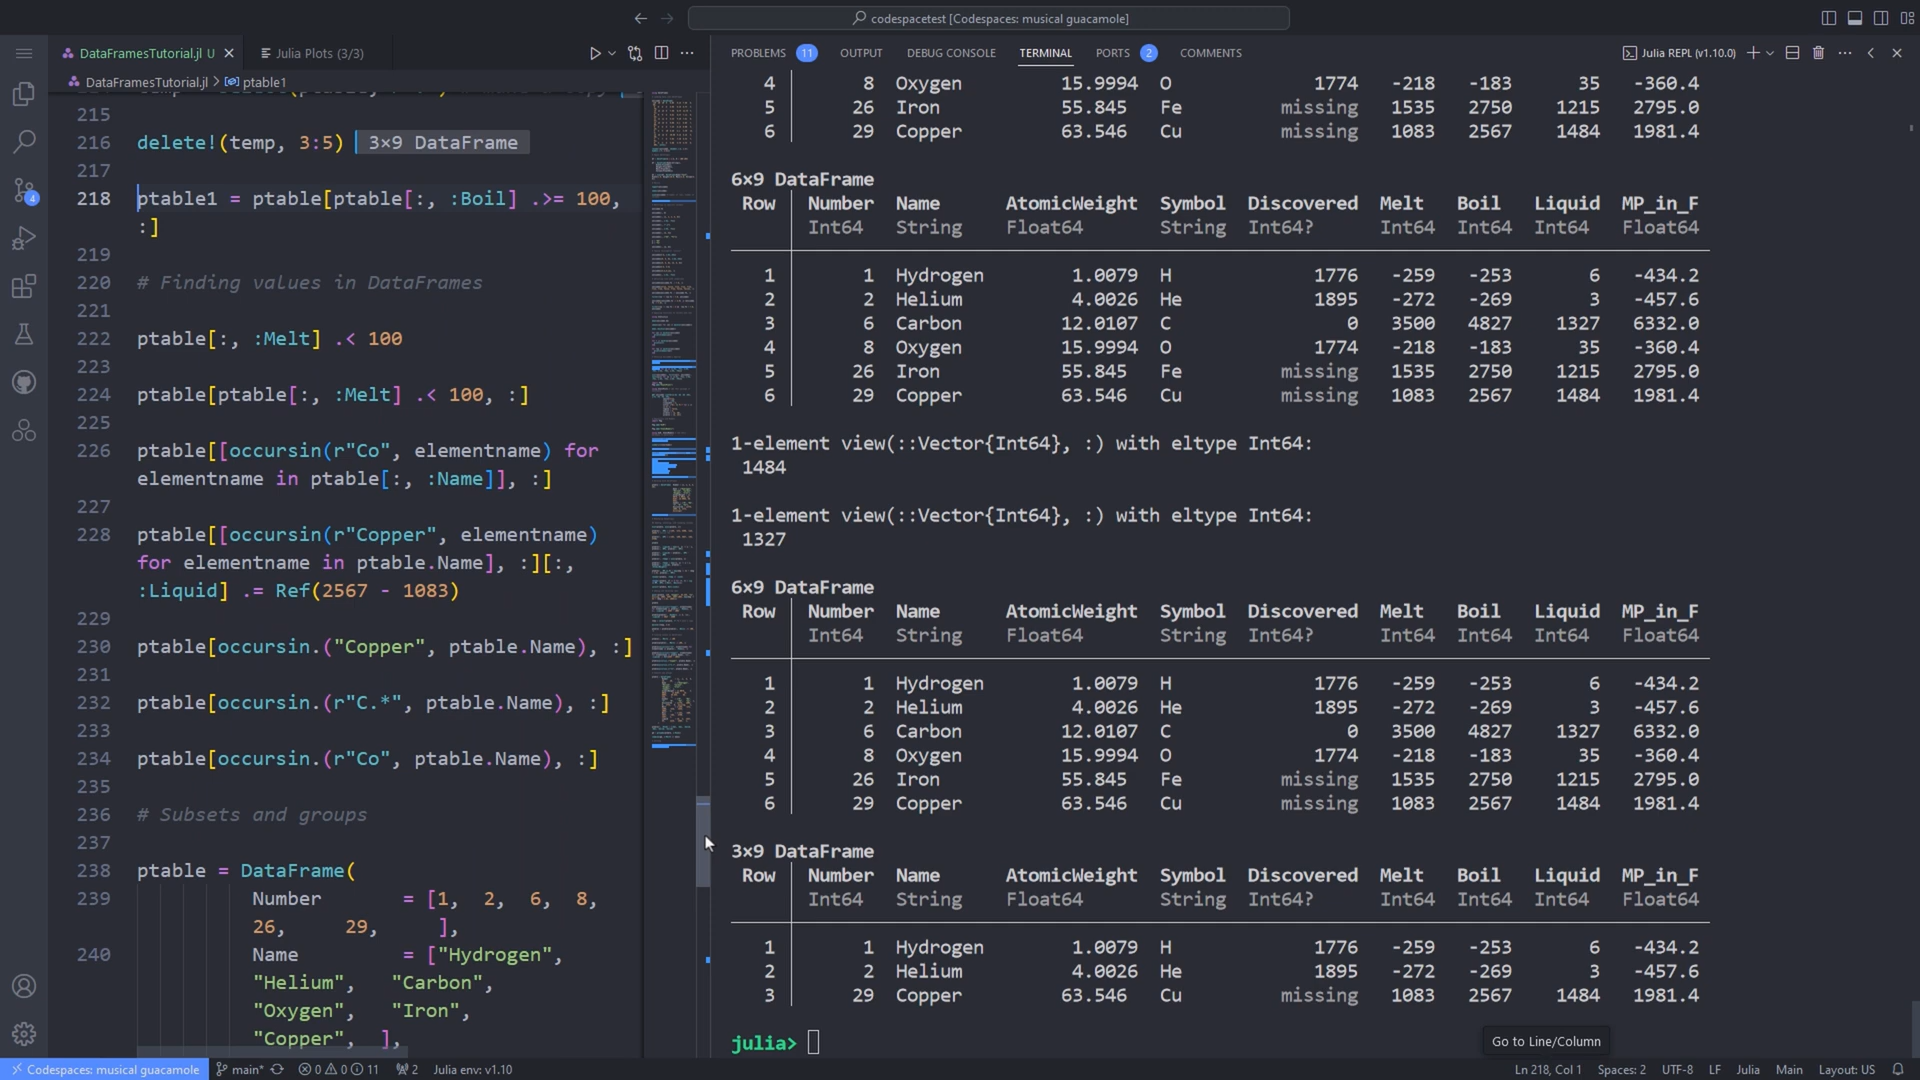 codespacetest [Codespaces: musical guacamole]
DataFramesTutorial.jl U
Julia Plots (3/3)
DataFramesTutorial.jl > ptable1
215
216 delete!(temp, 3:5) 3×9 DataFrame
217
218 ptable1 = ptable[ptable[:, :Boil] .>= 100,
:]
219
220 # Finding values in DataFrames
221
222 ptable[:, :Melt] .< 100
223
224 ptable[ptable[:, :Melt] .< 100, :]
225
226 ptable[[occursin(r"Co", elementname) for
elementname in ptable[:, :Name]], :]
227
228 ptable[[occursin(r"Copper", elementname)
for elementname in ptable.Name], :][:,
:Liquid] .= Ref(2567 - 1083)
229
230 ptable[occursin.("Copper", ptable.Name), :]
231
232 ptable[occursin.(r"C.*", ptable.Name), :]
233
234 ptable[occursin.(r"Co", ptable.Name), :]
235
236 # Subsets and groups
237
238 ptable = DataFrame(
239 Number = [1, 2, 6, 8,
26, 29, ],
240 Name = ["Hydrogen",
"Helium", "Carbon",
"Oxygen", "Iron",
"Copper", ],
PROBLEMS 11 OUTPUT DEBUG CONSOLE TERMINAL PORTS 2 COMMENTS
Julia REPL (v1.10.0)
4 8 Oxygen 15.9994 O 1774 -218 -183 35 -360.4
5 26 Iron 55.845 Fe missing 1535 2750 1215 2795.0
6 29 Copper 63.546 Cu missing 1083 2567 1484 1981.4
6×9 DataFrame
Row Number Name AtomicWeight Symbol Discovered Melt Boil Liquid MP_in_F
Int64 String Float64 String Int64? Int64 Int64 Int64 Float64
1 1 Hydrogen 1.0079 H 1776 -259 -253 6 -434.2
2 2 Helium 4.0026 He 1895 -272 -269 3 -457.6
3 6 Carbon 12.0107 C 0 3500 4827 1327 6332.0
4 8 Oxygen 15.9994 O 1774 -218 -183 35 -360.4
5 26 Iron 55.845 Fe missing 1535 2750 1215 2795.0
6 29 Copper 63.546 Cu missing 1083 2567 1484 1981.4
1-element view(::Vector{Int64}, :) with eltype Int64:
1484
1-element view(::Vector{Int64}, :) with eltype Int64:
1327
6×9 DataFrame
Row Number Name AtomicWeight Symbol Discovered Melt Boil Liquid MP_in_F
Int64 String Float64 String Int64? Int64 Int64 Int64 Float64
1 1 Hydrogen 1.0079 H 1776 -259 -253 6 -434.2
2 2 Helium 4.0026 He 1895 -272 -269 3 -457.6
3 6 Carbon 12.0107 C 0 3500 4827 1327 6332.0
4 8 Oxygen 15.9994 O 1774 -218 -183 35 -360.4
5 26 Iron 55.845 Fe missing 1535 2750 1215 2795.0
6 29 Copper 63.546 Cu missing 1083 2567 1484 1981.4
3×9 DataFrame
Row Number Name AtomicWeight Symbol Discovered Melt Boil Liquid MP_in_F
Int64 String Float64 String Int64? Int64 Int64 Int64 Float64
1 1 Hydrogen 1.0079 H 1776 -259 -253 6 -434.2
2 2 Helium 4.0026 He 1895 -272 -269 3 -457.6
3 29 Copper 63.546 Cu missing 1083 2567 1484 1981.4
julia>
Go to Line/Column
4
Codespaces: musical guacamole main* 0 0 11 2 Julia env: v1.10
Ln 218, Col 1 Spaces: 2 UTF-8 LF Julia Main Layout: US